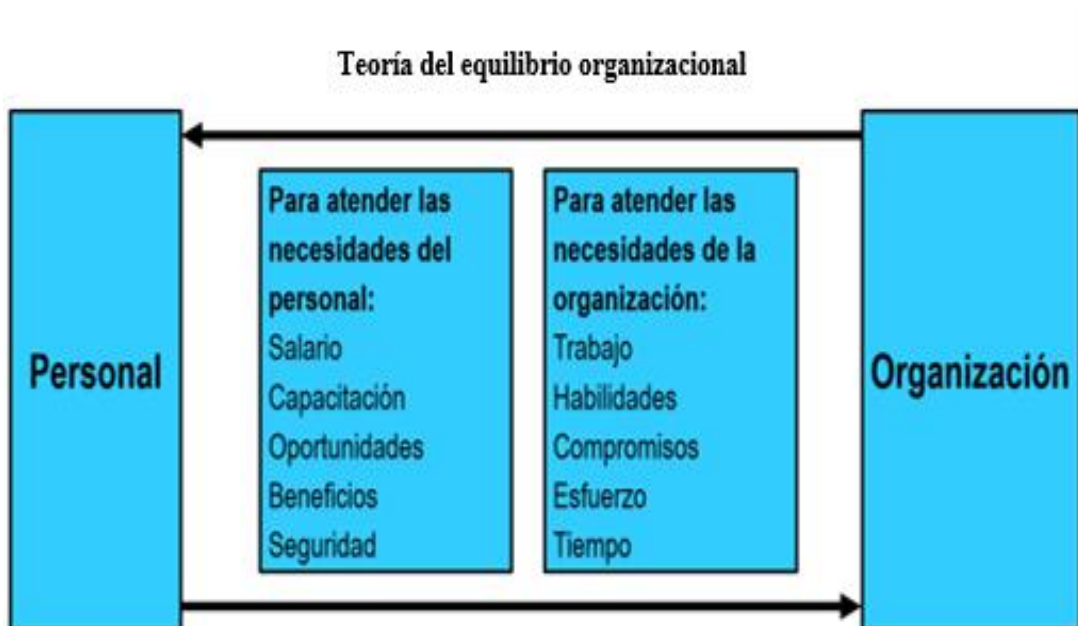 Teoría del equilibrio organizacional
Personal
Para atender las
necesidades del
personal:
Salario
Capacitación
Oportunidades
Beneficios
Seguridad
Para atender las
necesidades de la
organización:
Trabajo
Habilidades
Compromisos
Esfuerzo
Tiempo
Organización